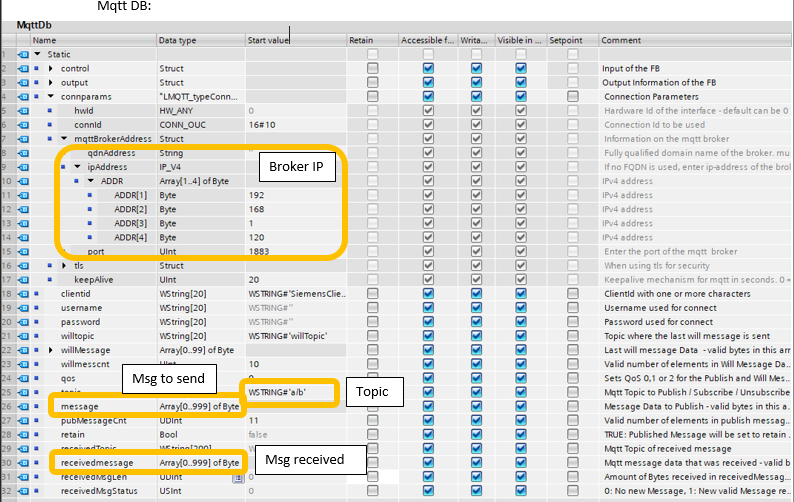 Mqtt DB:
MqttDb
Name Data type Start value Retain Accessible f... Writa... Visible in ... Setpoint Comment
1 Static
2 control Struct Input of the FB
3 output Struct Output Information of the FB
4 connparams "LMQTT_typeConn... Connection Parameters
5 hwId HW_ANY 0 Hardware Id of the interface - default can be 0
6 connId CONN_OUC 16#10 Connection Id to be used
7 mqttBrokerAddress Struct Information on the mqtt broker
8 qdnAddress String '' Fully qualified domain name of the broker. mu
9 ipAddress IP_V4 If no FQDN is used, enter ip-address of the brol
Broker IP
10 ADDR Array[1..4] of Byte IPv4 address
11 ADDR[1] Byte 192 IPv4 address
12 ADDR[2] Byte 168 IPv4 address
13 ADDR[3] Byte 1 IPv4 address
14 ADDR[4] Byte 120 IPv4 address
15 port UInt 1883 Enter the port of the mqtt broker
16 tls Struct When using tls for security
17 keepAlive UInt 20 Keepalive mechanism for mqtt in seconds. 0 =
18 clientid WString[20] WSTRING#'SiemensClie... ClientId with one or more characters
19 username WString[20] WSTRING#'' Username used for connect
20 password WString[20] WSTRING#'' Password used for connect
21 willtopic WString[20] WSTRING#'willTopic' Topic where the last will message is sent
22 willMessage Array[0..99] of Byte Last will message Data - valid bytes in this arr
23 willmesscnt UInt 10 Valid number of elements in Will Message Da...
24 qos Sets QoS 0,1 or 2 for the Publish and Will Mes...
Msg to send
25 topic WSTRING#'a/b' Mqtt Topic to Publish / Subscribe / Unsubscribe
Topic
26 message Array[0..999] of Byte Message Data to Publish - valid bytes in this a...
27 pubMessageCnt UDInt 11 Valid number of elements in publish messag...
28 retain Bool false TRUE: Published Message will be set to retain .
29 receivedTopic WString[200] Mqtt Topic of received message
30 receivedmessage Array[0..999] of Byte Mqtt message data that was received - valid b
Msg received
31 receivedMsgLen UDInt 0 Amount of Bytes received in receivedMessag...
32 receivedMsgStatus USInt 0 0: No new Message, 1: New valid Message re...